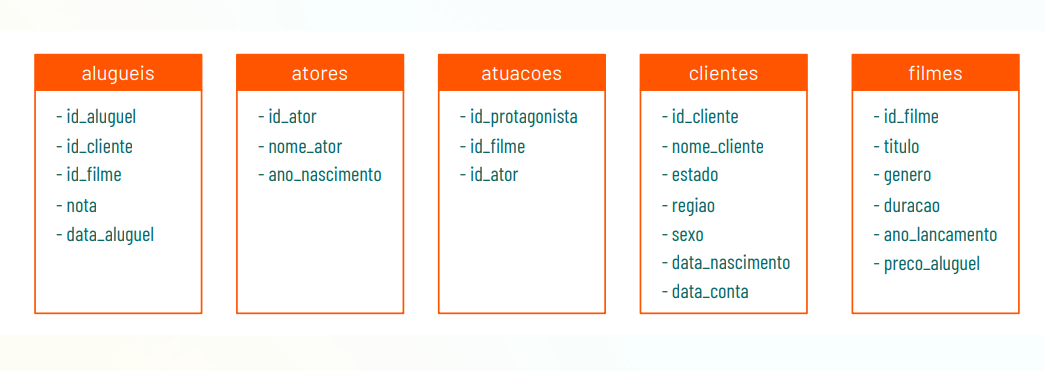 alugueis
- id_aluguel
- id_cliente
- id_filme
- nota
- data_aluguel
atores
- id_ator
- nome_ator
- ano_nascimento
atuacoes
- id_protagonista
- id_filme
- id_ator
clientes
- id_cliente
- nome_cliente
- estado
- regiao
- sexo
- data_nascimento
- data_conta
filmes
- id_filme
- titulo
- genero
- duracao
- ano_lancamento
- preco_aluguel